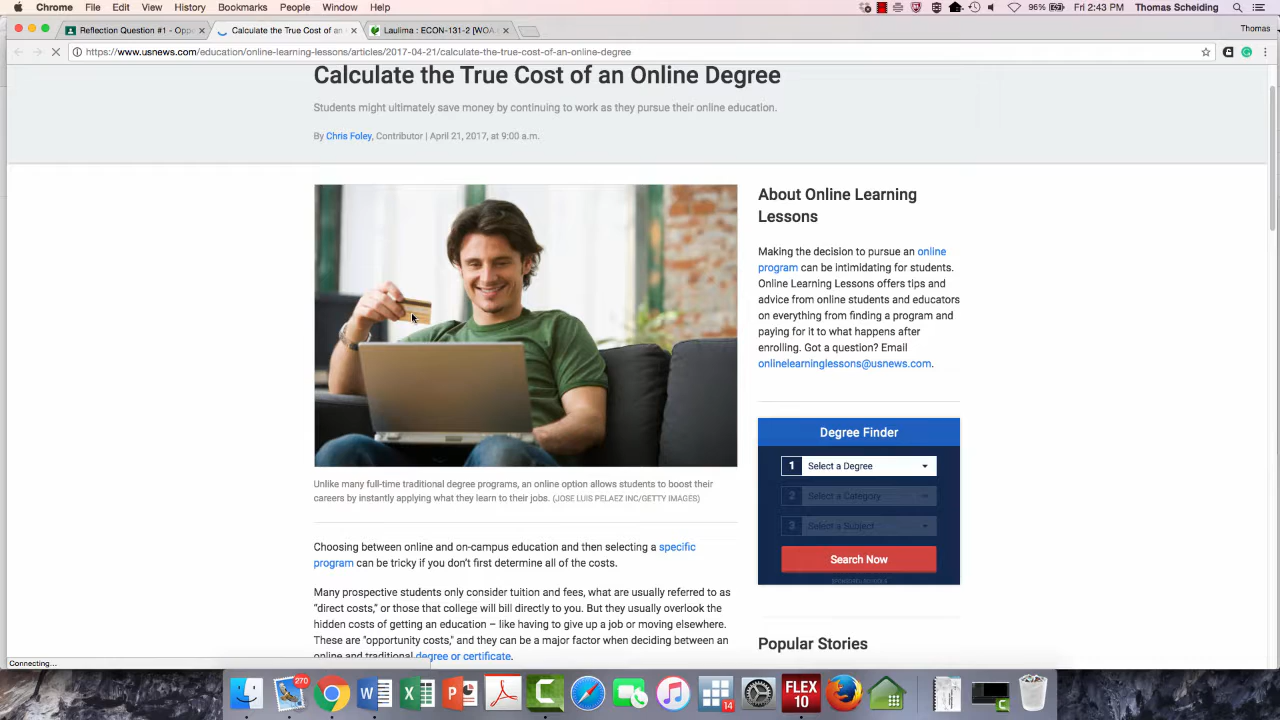 Chrome File Edit View History Bookmarks People Window Help 96% Fri 2:43 PM Thomas Scheiding
Reflection Question #1 - Oppo Calculate the True Cost of an Laulima : ECON-131-2 [WOA. Thomas
https://www.usnews.com/education/online-learning-lessons/articles/2017-04-21/calculate-the-true-cost-of-an-online-degree
Calculate the True Cost of an Online Degree
Students might ultimately save money by continuing to work as they pursue their online education.
By Chris Foley, Contributor | April 21, 2017, at 9:00 a.m.
Unlike many full-time traditional degree programs, an online option allows students to boost their
careers by instantly applying what they learn to their jobs. (JOSE LUIS PELAEZ INC/GETTY IMAGES)
Choosing between online and on-campus education and then selecting a specific
program can be tricky if you don't first determine all of the costs.
Many prospective students only consider tuition and fees, what are usually referred to as
"direct costs," or those that college will bill directly to you. But they usually overlook the
hidden costs of getting an education – like having to give up a job or moving elsewhere.
These are "opportunity costs," and they can be a major factor when deciding between an
online and traditional degree or certificate.
About Online Learning
Lessons
Making the decision to pursue an online
program can be intimidating for students.
Online Learning Lessons offers tips and
advice from online students and educators
on everything from finding a program and
paying for it to what happens after
enrolling. Got a question? Email
onlinelearninglessons@usnews.com.
Degree Finder
1 Select a Degree
2 Select a Category
3 Select a Subject
Search Now
SPONSORED SCHOOLS
Popular Stories
Connecting...
270
14
FLEX
10